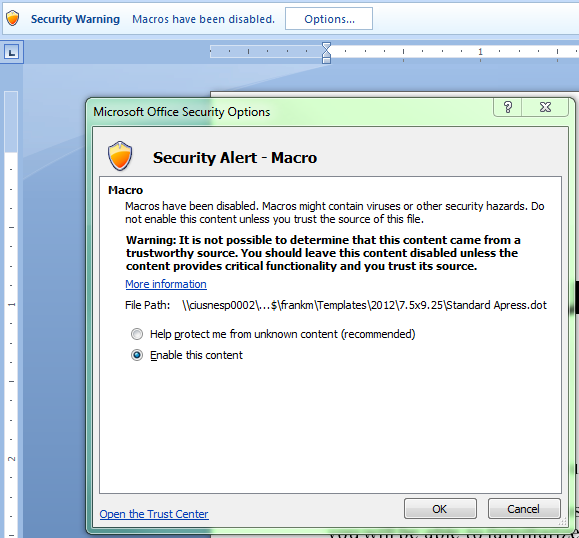 Security Warning Macros have been disabled. Options...
L
1
Microsoft Office Security Options
Security Alert - Macro
Macro
Macros have been disabled. Macros might contain viruses or other security hazards. Do
not enable this content unless you trust the source of this file.
Warning: It is not possible to determine that this content came from a
trustworthy source. You should leave this content disabled unless the
content provides critical functionality and you trust its source.
More information
File Path: \\ciusnesp0002\...$\frankm\Templates\2012\7.5x9.25\Standard Apress.dot
1
Help protect me from unknown content (recommended)
Enable this content
2
Open the Trust Center OK Cancel